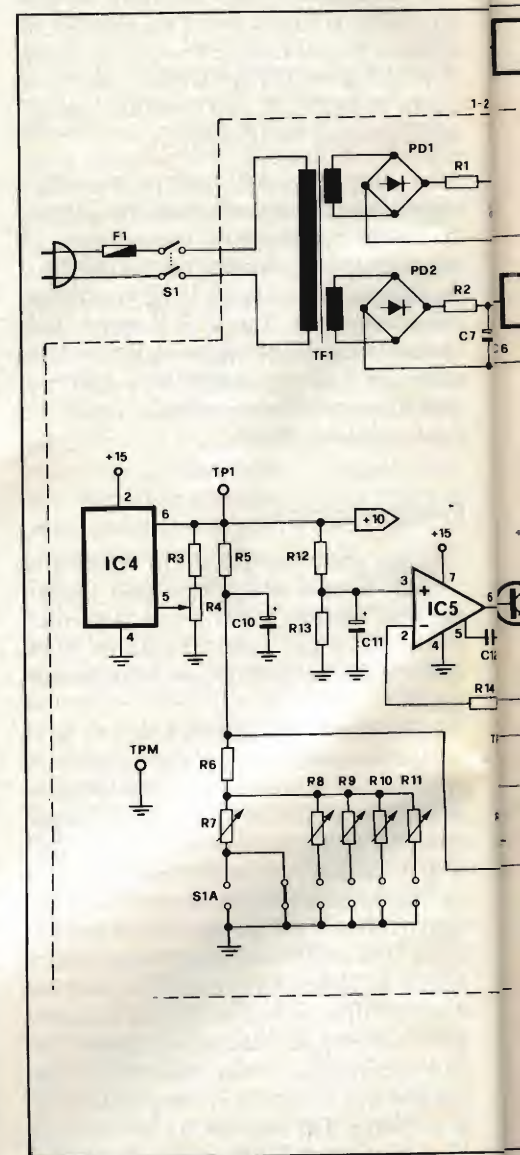 1-2
PD1
R1
F1
S1
TF1
PD2
R2
C7
C6
+15
2
TP1
6
+10
+15
IC4
R3
R5
R12
3
7
5
R4
IC5
6
C10
+
R13
+
C11
2
4
5
4
R14
TPM
R6
R8
R9
R10
R11
R7
S1A